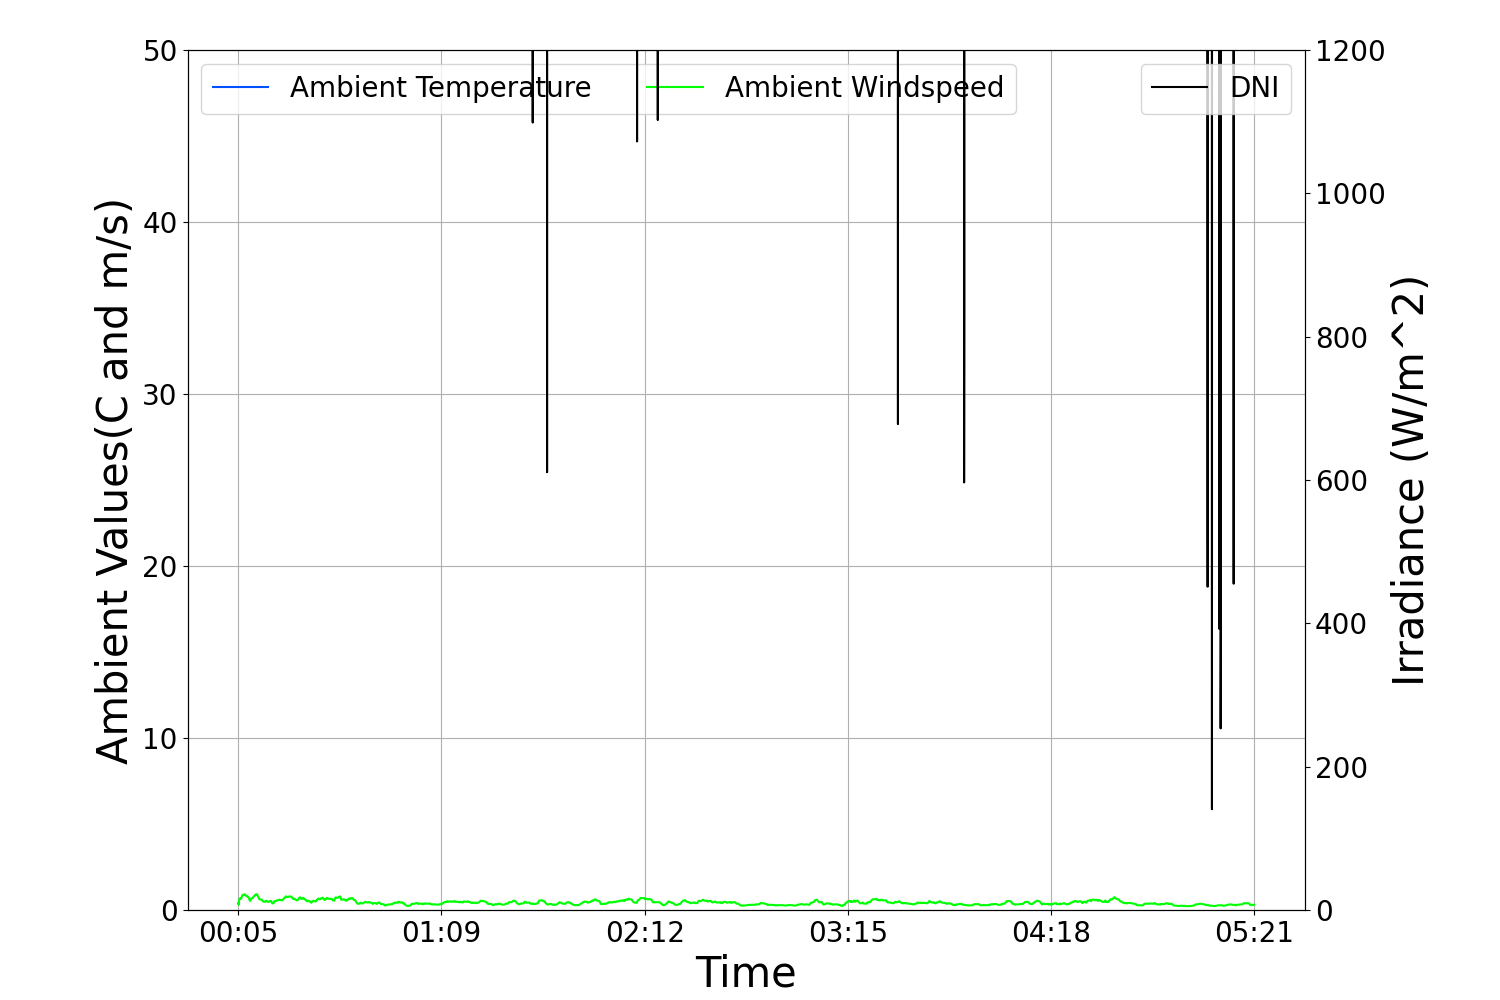 Ambient Temperature
Ambient Windspeed
DNI
Ambient Values(C and m/s)
50
40
30
20
10
0
1200
1000
800
600
400
200
0
Irradiance (W/m^2)
00:05 01:09 02:12 03:15 04:18 05:21
Time